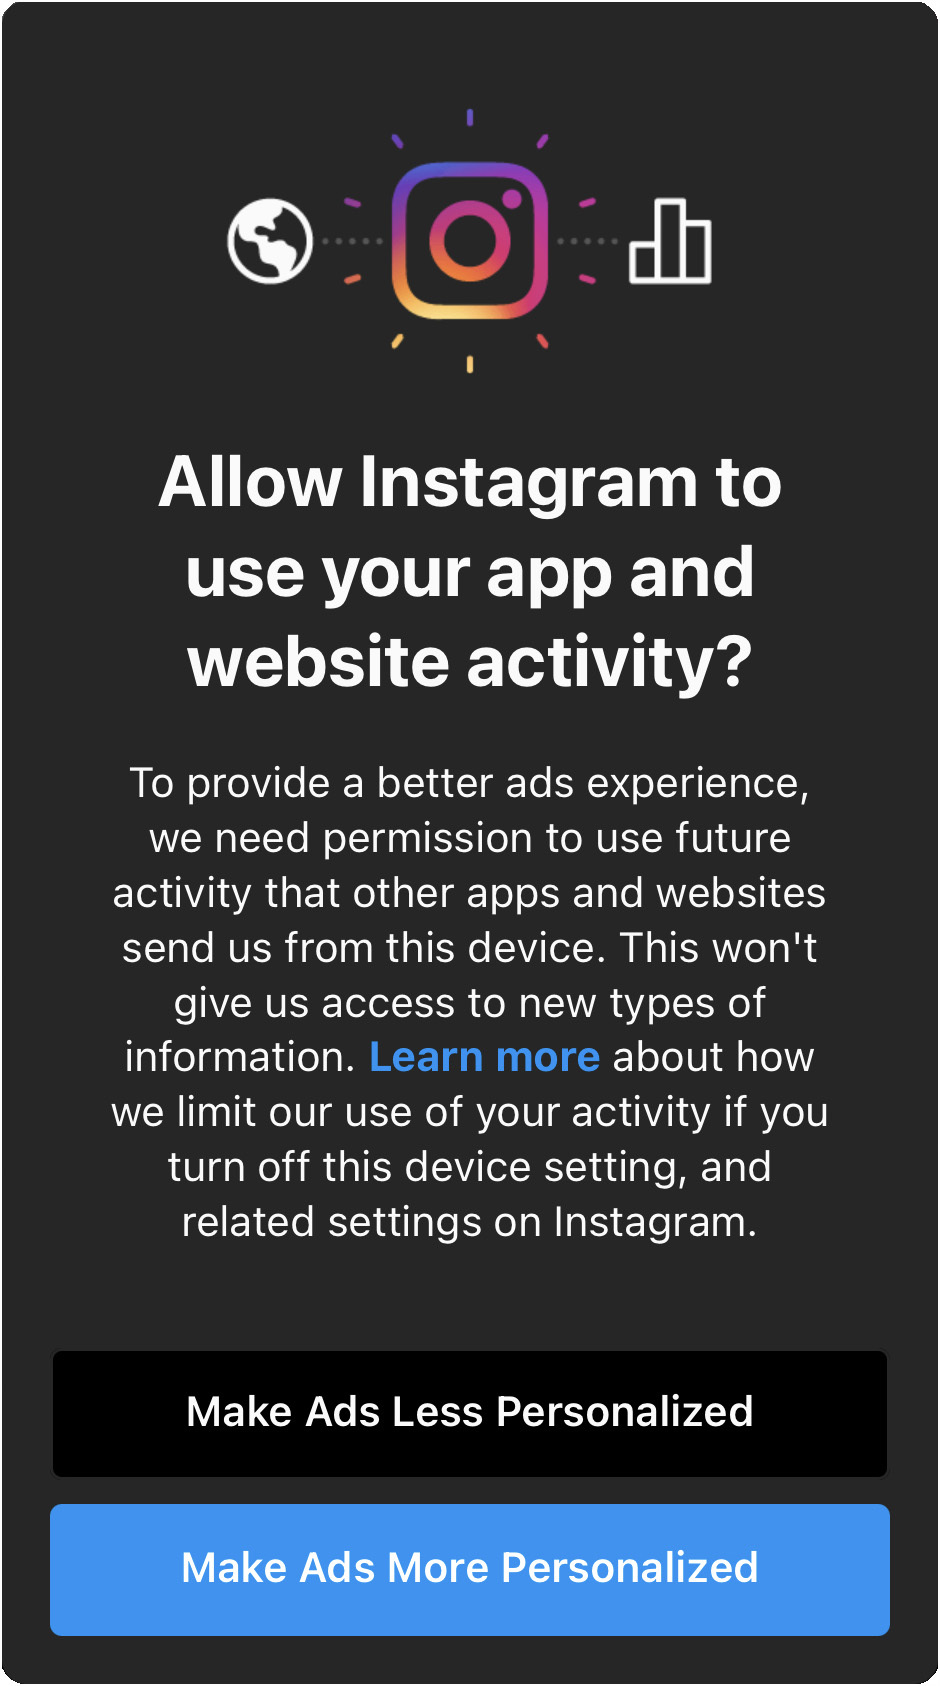 Allow Instagram to
use your app and
website activity?
To provide a better ads experience,
we need permission to use future
activity that other apps and websites
send us from this device. This won't
give us access to new types of
information. Learn more about how
we limit our use of your activity if you
turn off this device setting, and
related settings on Instagram.
Make Ads Less Personalized
Make Ads More Personalized